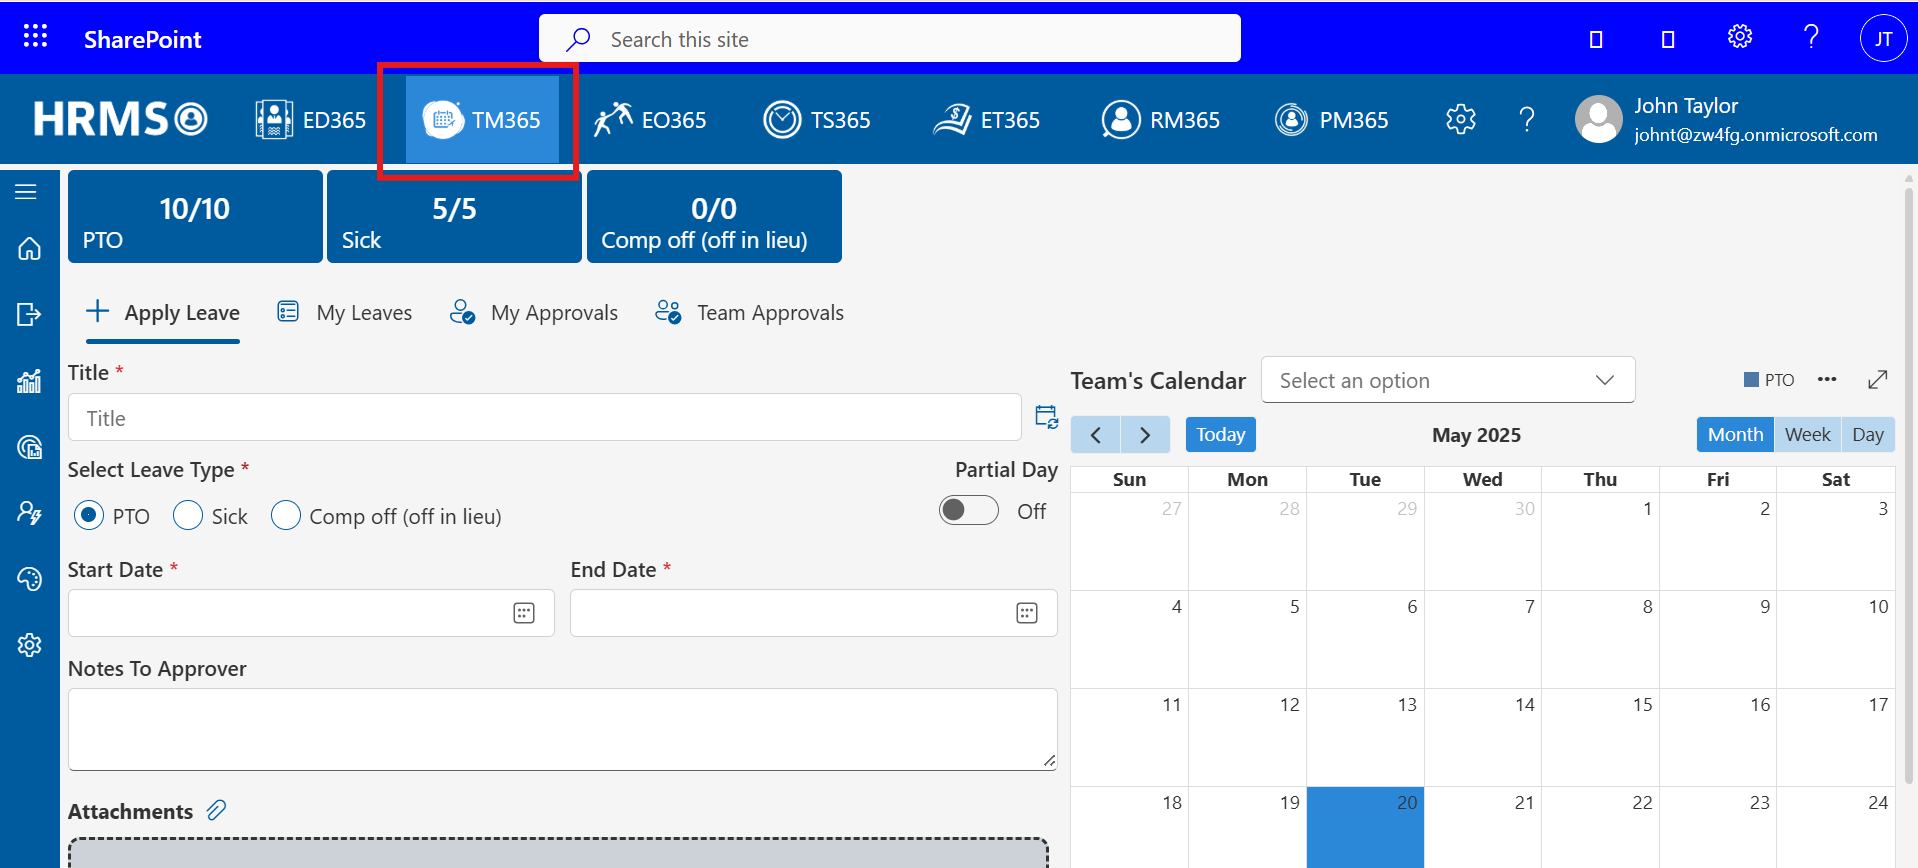 SharePoint
Search this site
JT
HRMS
ED365
TM365
EO365
TS365
ET365
RM365
PM365
John Taylor
johnt@zw4fg.onmicrosoft.com
10/10
PTO
5/5
Sick
0/0
Comp off (off in lieu)
Apply Leave
My Leaves
My Approvals
Team Approvals
Title *
Title
Select Leave Type *
Partial Day
PTO
Sick
Comp off (off in lieu)
Off
Start Date *
End Date *
Notes To Approver
Attachments
Team's Calendar
Select an option
PTO
Today
May 2025
Month
Week
Day
Sun Mon Tue Wed Thu Fri Sat
27 28 29 30 1 2 3
4 5 6 7 8 9 10
11 12 13 14 15 16 17
18 19 20 21 22 23 24